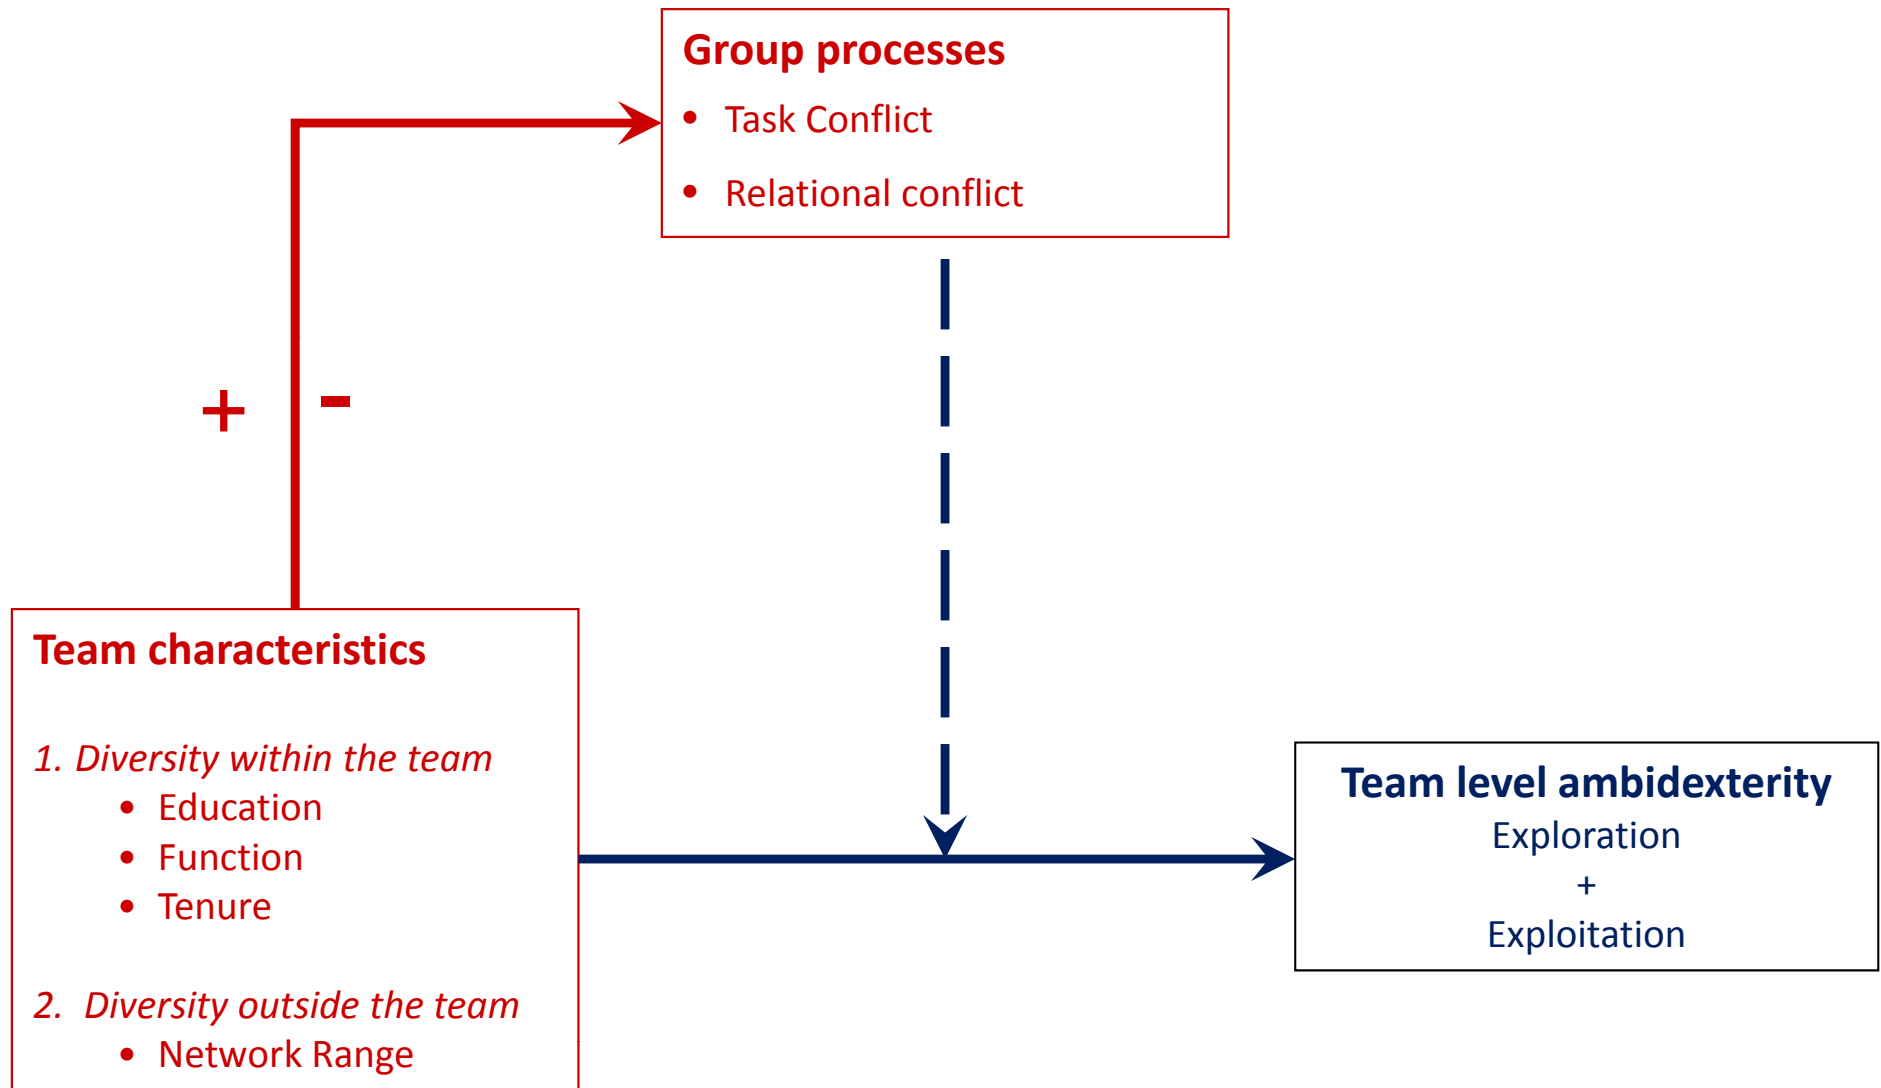 Group processes
• Task Conflict
• Relational conflict
+ -
Team characteristics
1. Diversity within the team
• Education
• Function
• Tenure
2. Diversity outside the team
• Network Range
Team level ambidexterity
Exploration
+
Exploitation